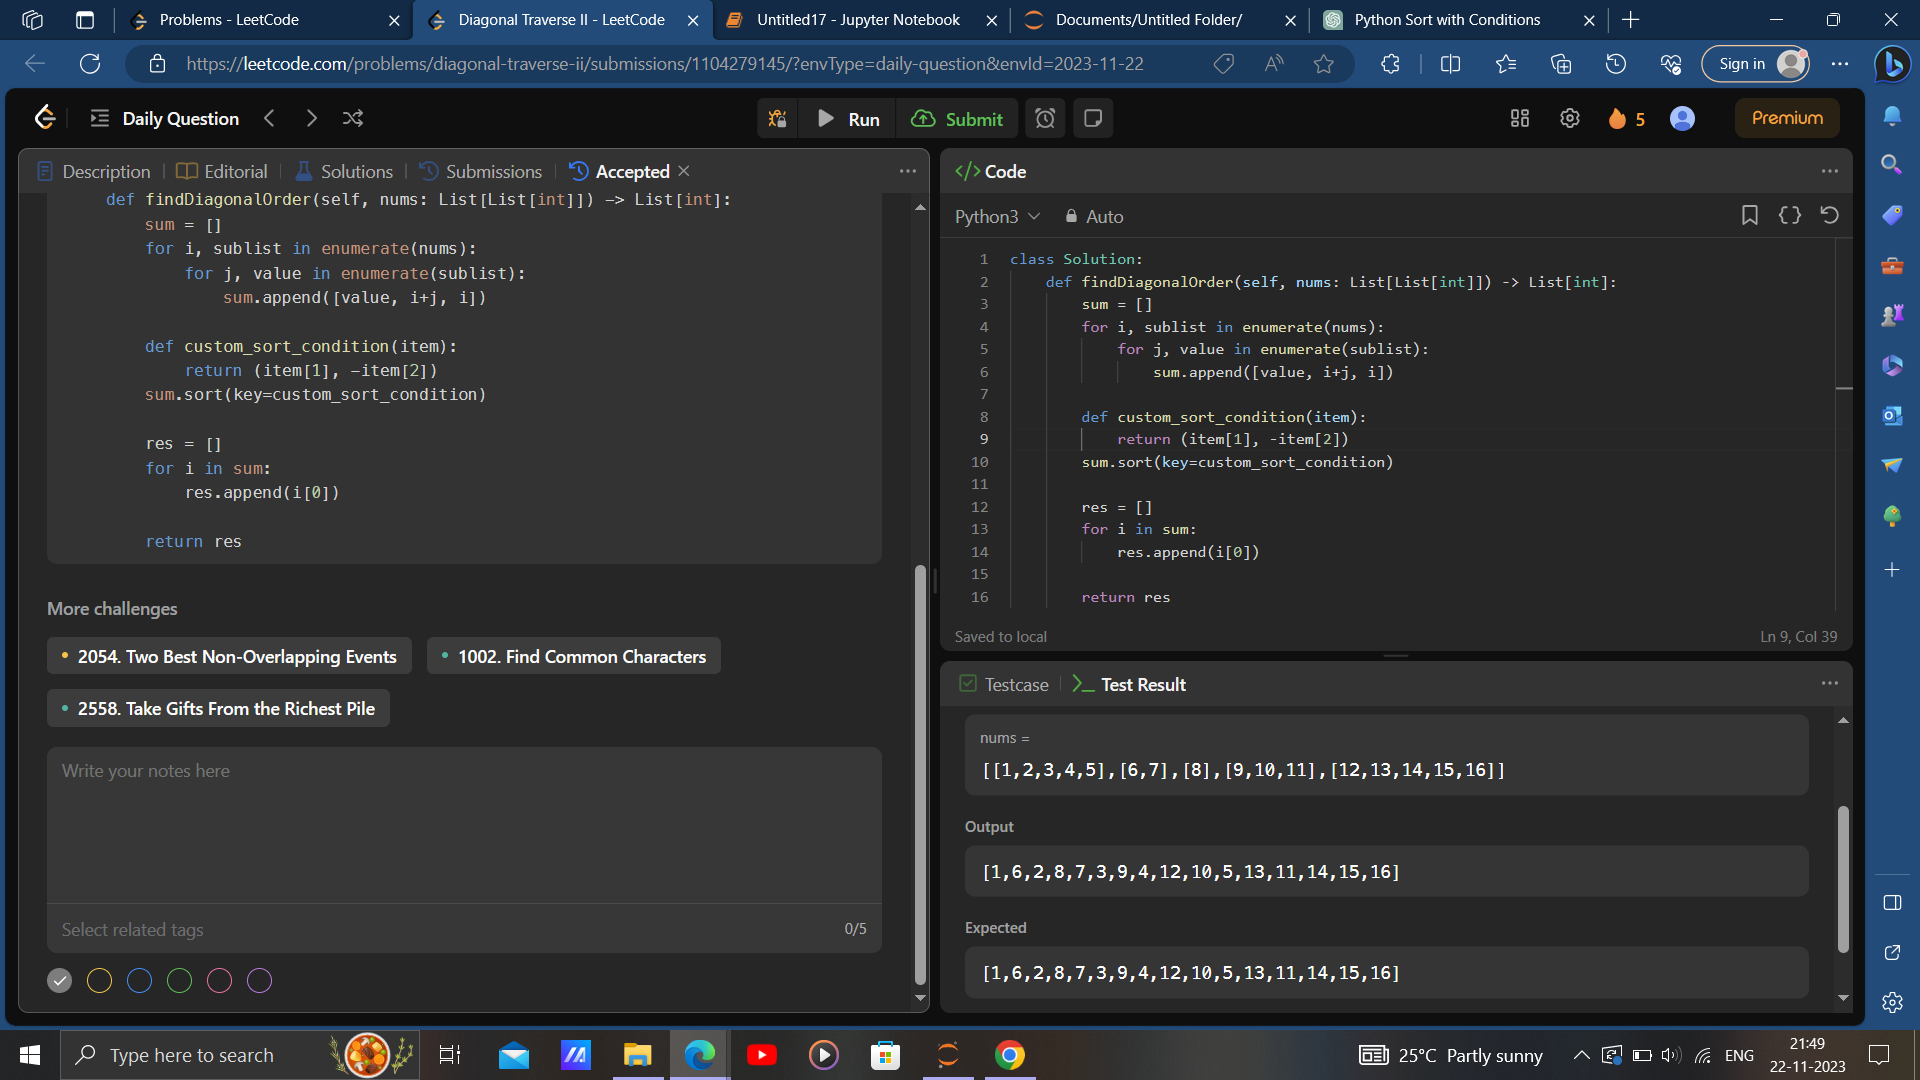 Problems - LeetCode
Diagonal Traverse II - LeetCode
Untitled17 - Jupyter Notebook
Documents/Untitled Folder/
Python Sort with Conditions
https://leetcode.com/problems/diagonal-traverse-ii/submissions/1104279145/?envType=daily-question&envId=2023-11-22
Sign in
Daily Question
Run
Submit
5
Premium
Description
Editorial
Solutions
Submissions
Accepted
def findDiagonalOrder(self, nums: List[List[int]]) -> List[int]:
sum = []
for i, sublist in enumerate(nums):
for j, value in enumerate(sublist):
sum.append([value, i+j, i])
def custom_sort_condition(item):
return (item[1], -item[2])
sum.sort(key=custom_sort_condition)
res = []
for i in sum:
res.append(i[0])
return res
More challenges
2054. Two Best Non-Overlapping Events
1002. Find Common Characters
2558. Take Gifts From the Richest Pile
Write your notes here
Select related tags
0/5
</> Code
Python3
Auto
1 class Solution:
2 def findDiagonalOrder(self, nums: List[List[int]]) -> List[int]:
3 sum = []
4 for i, sublist in enumerate(nums):
5 for j, value in enumerate(sublist):
6 sum.append([value, i+j, i])
7
8 def custom_sort_condition(item):
9 return (item[1], -item[2])
10 sum.sort(key=custom_sort_condition)
11
12 res = []
13 for i in sum:
14 res.append(i[0])
15
16 return res
Saved to local
Ln 9, Col 39
Testcase
Test Result
nums =
[[1,2,3,4,5],[6,7],[8],[9,10,11],[12,13,14,15,16]]
Output
[1,6,2,8,7,3,9,4,12,10,5,13,11,14,15,16]
Expected
[1,6,2,8,7,3,9,4,12,10,5,13,11,14,15,16]
Type here to search
25°C Partly sunny
ENG
21:49
22-11-2023